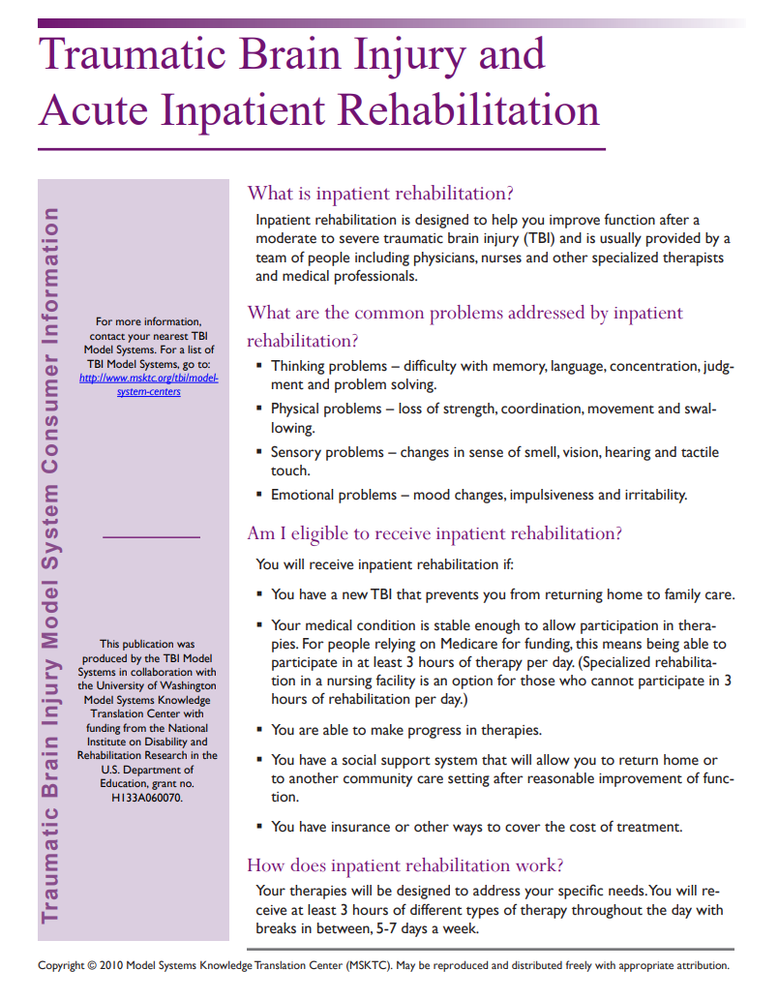 Traumatic Brain Injury and
Acute Inpatient Rehabilitation
Traumatic Brain Injury Model System Consumer Information
For more information,
contact your nearest TBI
Model Systems. For a list of
TBI Model Systems, go to:
http://www.msktc.org/tbi/model-
system-centers
This publication was
produced by the TBI Model
Systems in collaboration with
the University of Washington
Model Systems Knowledge
Translation Center with
funding from the National
Institute on Disability and
Rehabilitation Research in the
U.S. Department of
Education, grant no.
H133A060070.
What is inpatient rehabilitation?
Inpatient rehabilitation is designed to help you improve function after a
moderate to severe traumatic brain injury (TBI) and is usually provided by a
team of people including physicians, nurses and other specialized therapists
and medical professionals.
What are the common problems addressed by inpatient
rehabilitation?
▪ Thinking problems – difficulty with memory, language, concentration, judg-
ment and problem solving.
▪ Physical problems – loss of strength, coordination, movement and swal-
lowing.
▪ Sensory problems – changes in sense of smell, vision, hearing and tactile
touch.
▪ Emotional problems – mood changes, impulsiveness and irritability.
Am I eligible to receive inpatient rehabilitation?
You will receive inpatient rehabilitation if:
▪ You have a new TBI that prevents you from returning home to family care.
▪ Your medical condition is stable enough to allow participation in thera-
pies. For people relying on Medicare for funding, this means being able to
participate in at least 3 hours of therapy per day. (Specialized rehabilita-
tion in a nursing facility is an option for those who cannot participate in 3
hours of rehabilitation per day.)
▪ You are able to make progress in therapies.
▪ You have a social support system that will allow you to return home or
to another community care setting after reasonable improvement of func-
tion.
▪ You have insurance or other ways to cover the cost of treatment.
How does inpatient rehabilitation work?
Your therapies will be designed to address your specific needs. You will re-
ceive at least 3 hours of different types of therapy throughout the day with
breaks in between, 5-7 days a week.
Copyright © 2010 Model Systems Knowledge Translation Center (MSKTC). May be reproduced and distributed freely with appropriate attribution.